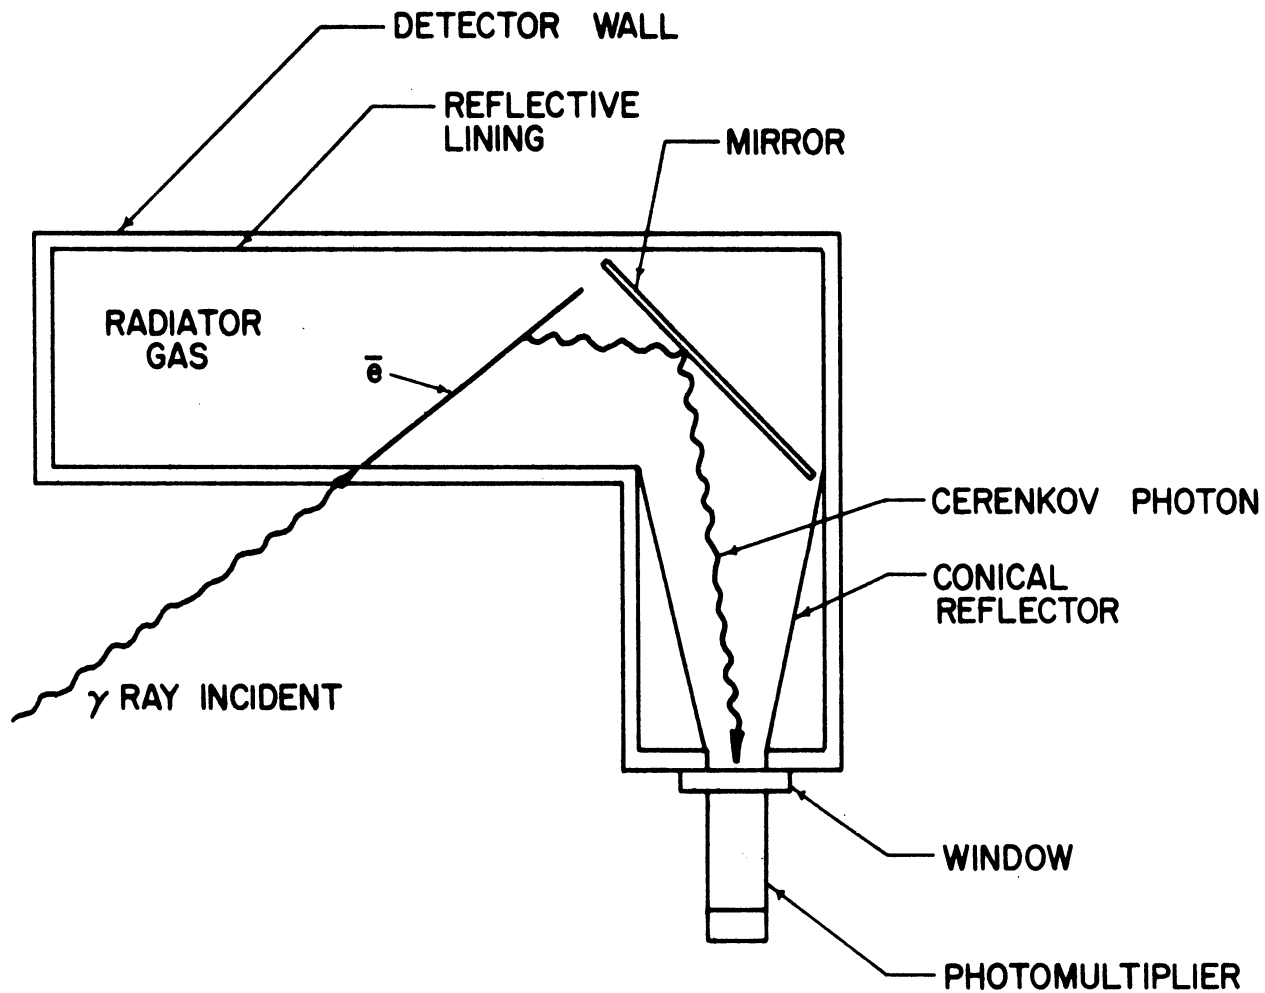 DETECTOR WALL
REFLECTIVE
LINING
MIRROR
RADIATOR
GAS
e̅
CERENKOV PHOTON
CONICAL
REFLECTOR
γ RAY INCIDENT
WINDOW
PHOTOMULTIPLIER